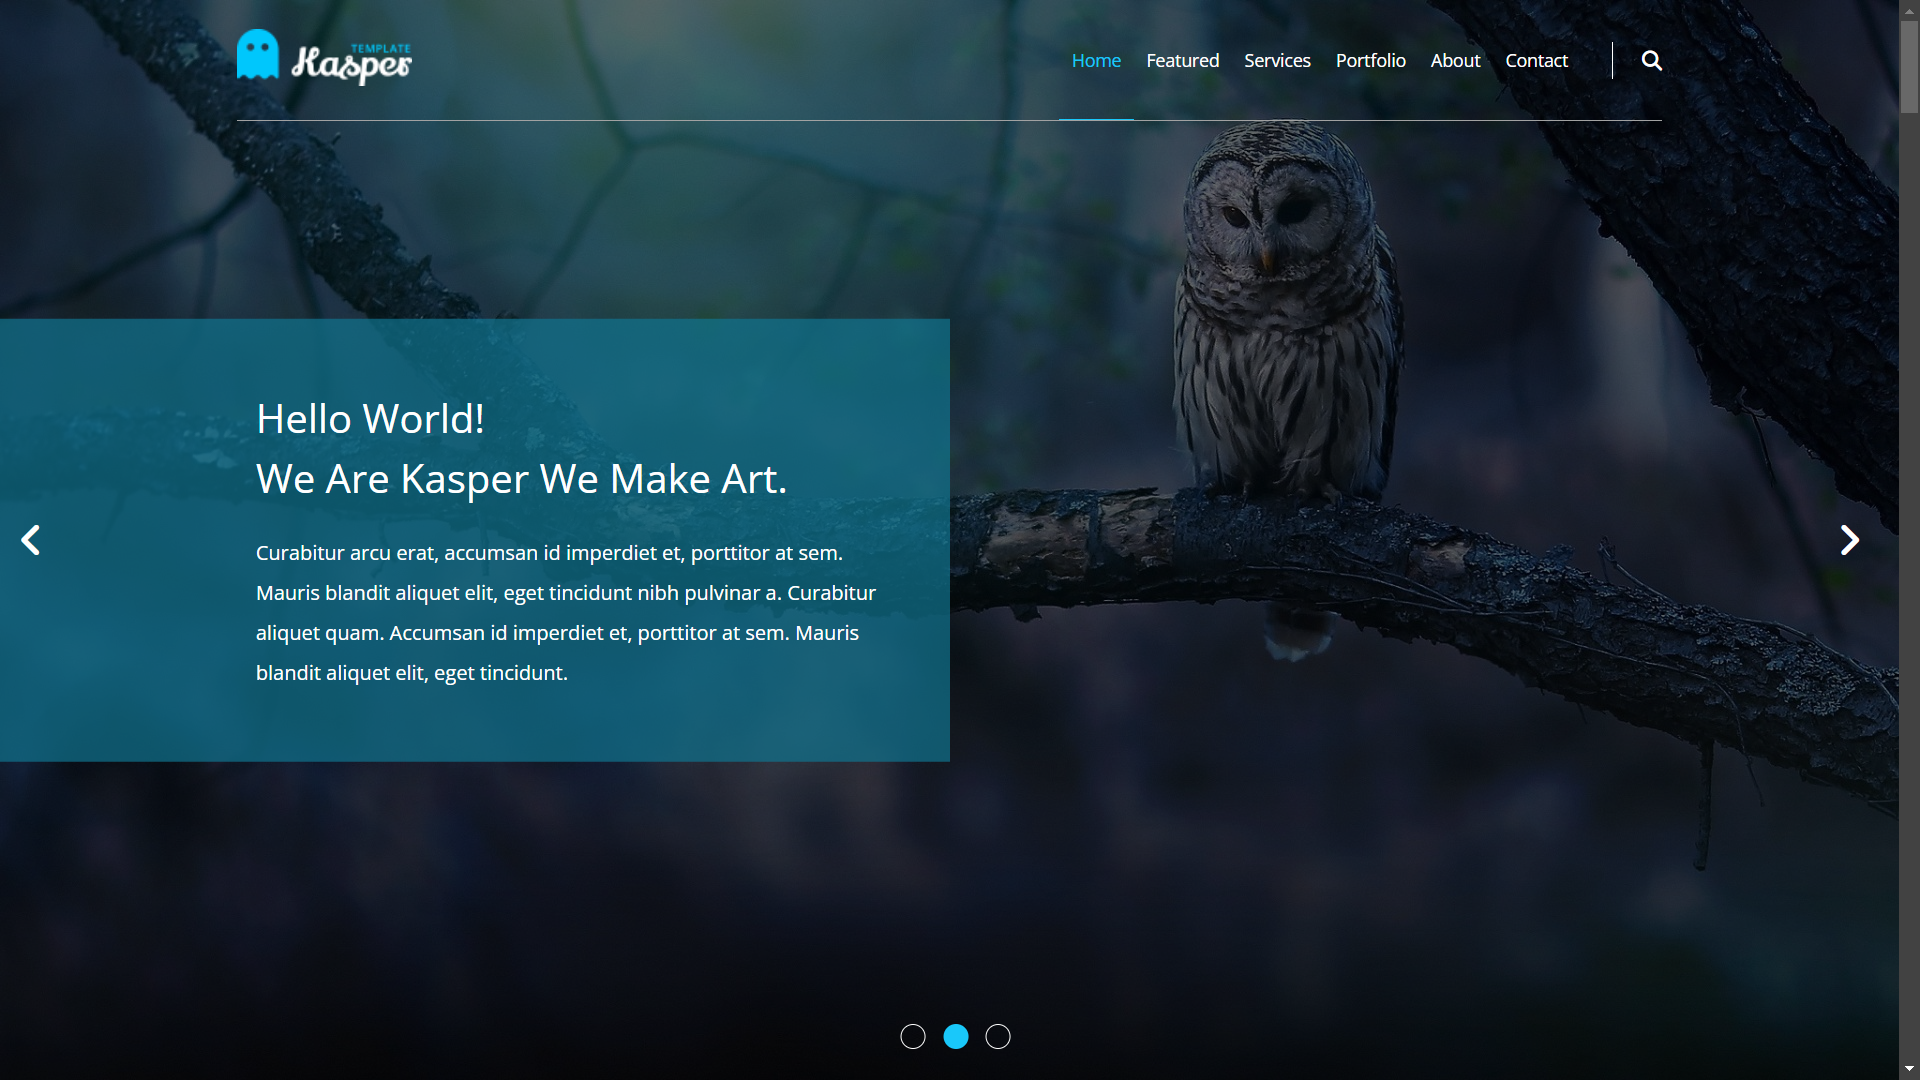 TEMPLATE
Kasper
Home Featured Services Portfolio About Contact
Hello World!
We Are Kasper We Make Art.
Curabitur arcu erat, accumsan id imperdiet et, porttitor at sem.
Mauris blandit aliquet elit, eget tincidunt nibh pulvinar a. Curabitur
aliquet quam. Accumsan id imperdiet et, porttitor at sem. Mauris
blandit aliquet elit, eget tincidunt.